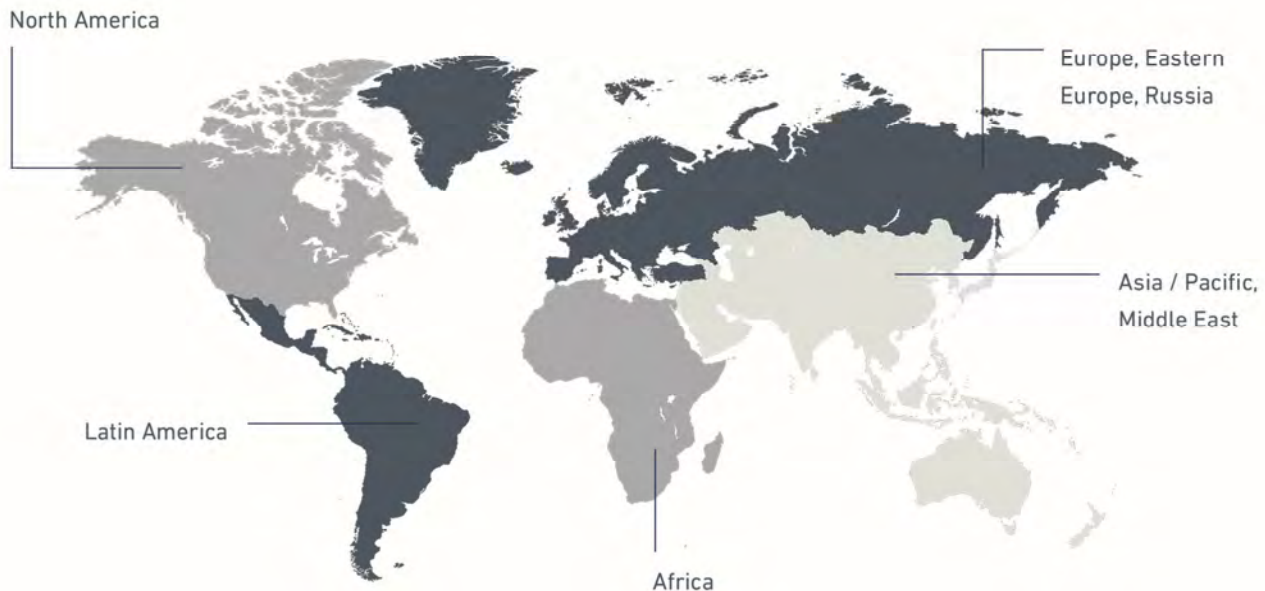 North America
Europe, Eastern
Europe, Russia
Asia / Pacific,
Middle East
Latin America
Africa